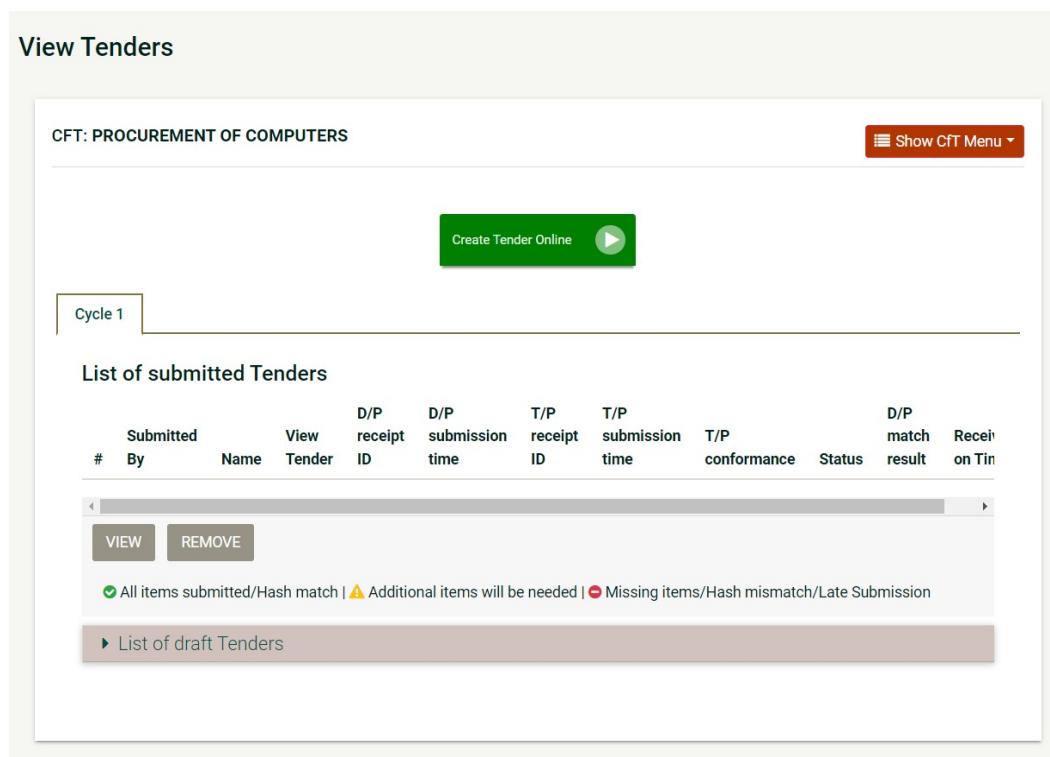 View Tenders
CFT: PROCUREMENT OF COMPUTERS
Show CfT Menu
Create Tender Online
Cycle 1
List of submitted Tenders
# Submitted By Name View Tender D/P receipt ID D/P submission time T/P receipt ID T/P submission time T/P conformance Status D/P match result Receiv on Tin
VIEW REMOVE
All items submitted/Hash match | Additional items will be needed | Missing items/Hash mismatch/Late Submission
List of draft Tenders